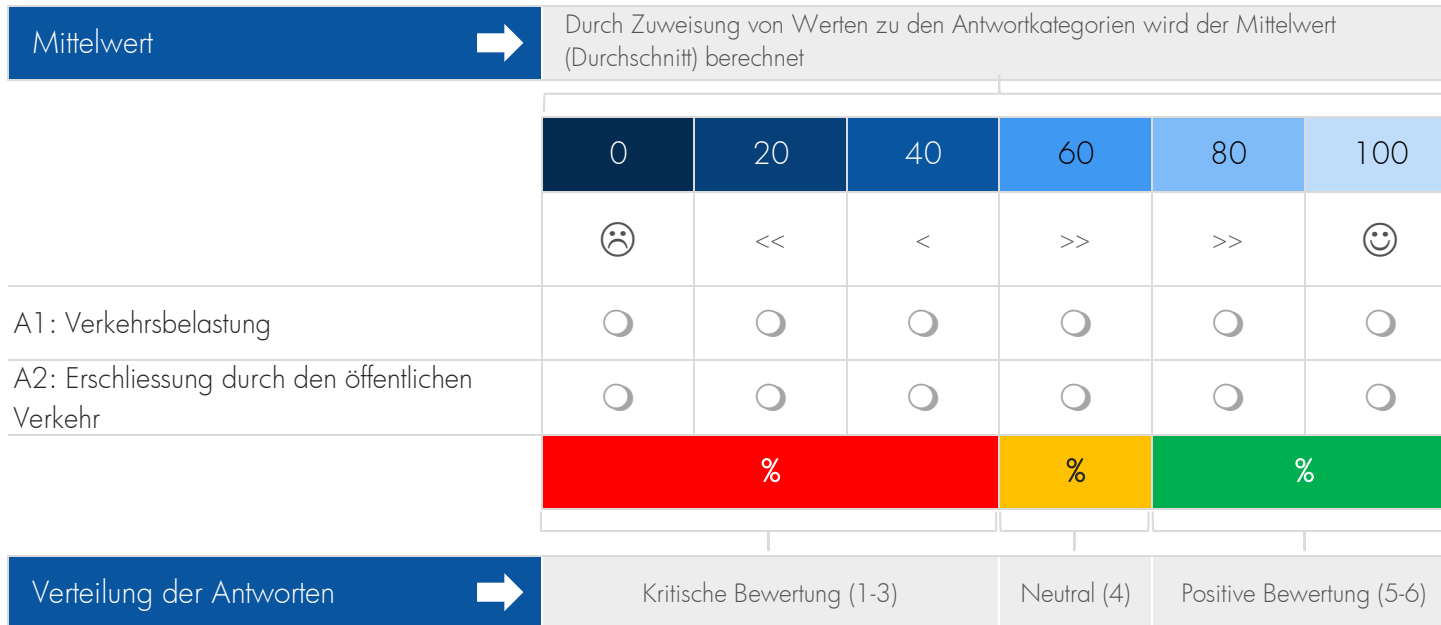 Mittelwert
Durch Zuweisung von Werten zu den Antwortkategorien wird der Mittelwert
(Durchschnitt) berechnet
0 20 40 60 80 100
<< < >> >>
A1: Verkehrsbelastung
A2: Erschliessung durch den öffentlichen
Verkehr
% % %
Verteilung der Antworten
Kritische Bewertung (1-3) Neutral (4) Positive Bewertung (5-6)